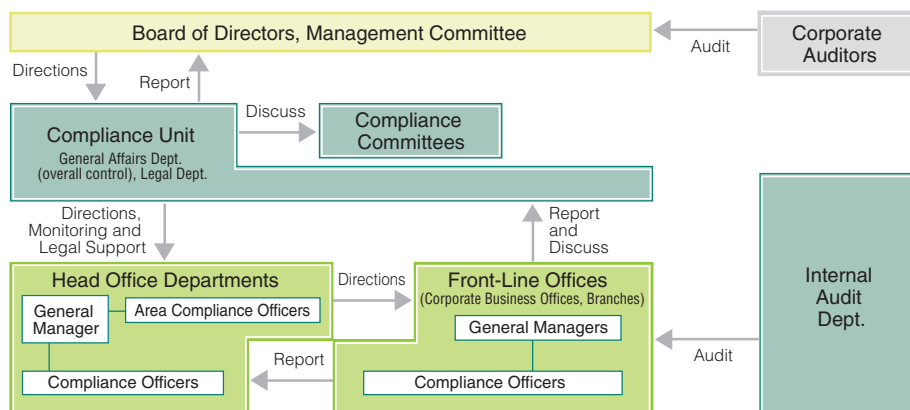 Board of Directors, Management Committee
Audit
Corporate
Auditors
Directions
Report
Compliance Unit
General Affairs Dept.
(overall control), Legal Dept.
Discuss
Compliance
Committees
Directions,
Monitoring and
Legal Support
Report
and
Discuss
Head Office Departments
General
Manager
Area Compliance Officers
Compliance Officers
Directions
Report
Front-Line Offices
(Corporate Business Offices, Branches)
General Managers
Compliance Officers
Audit
Internal
Audit
Dept.